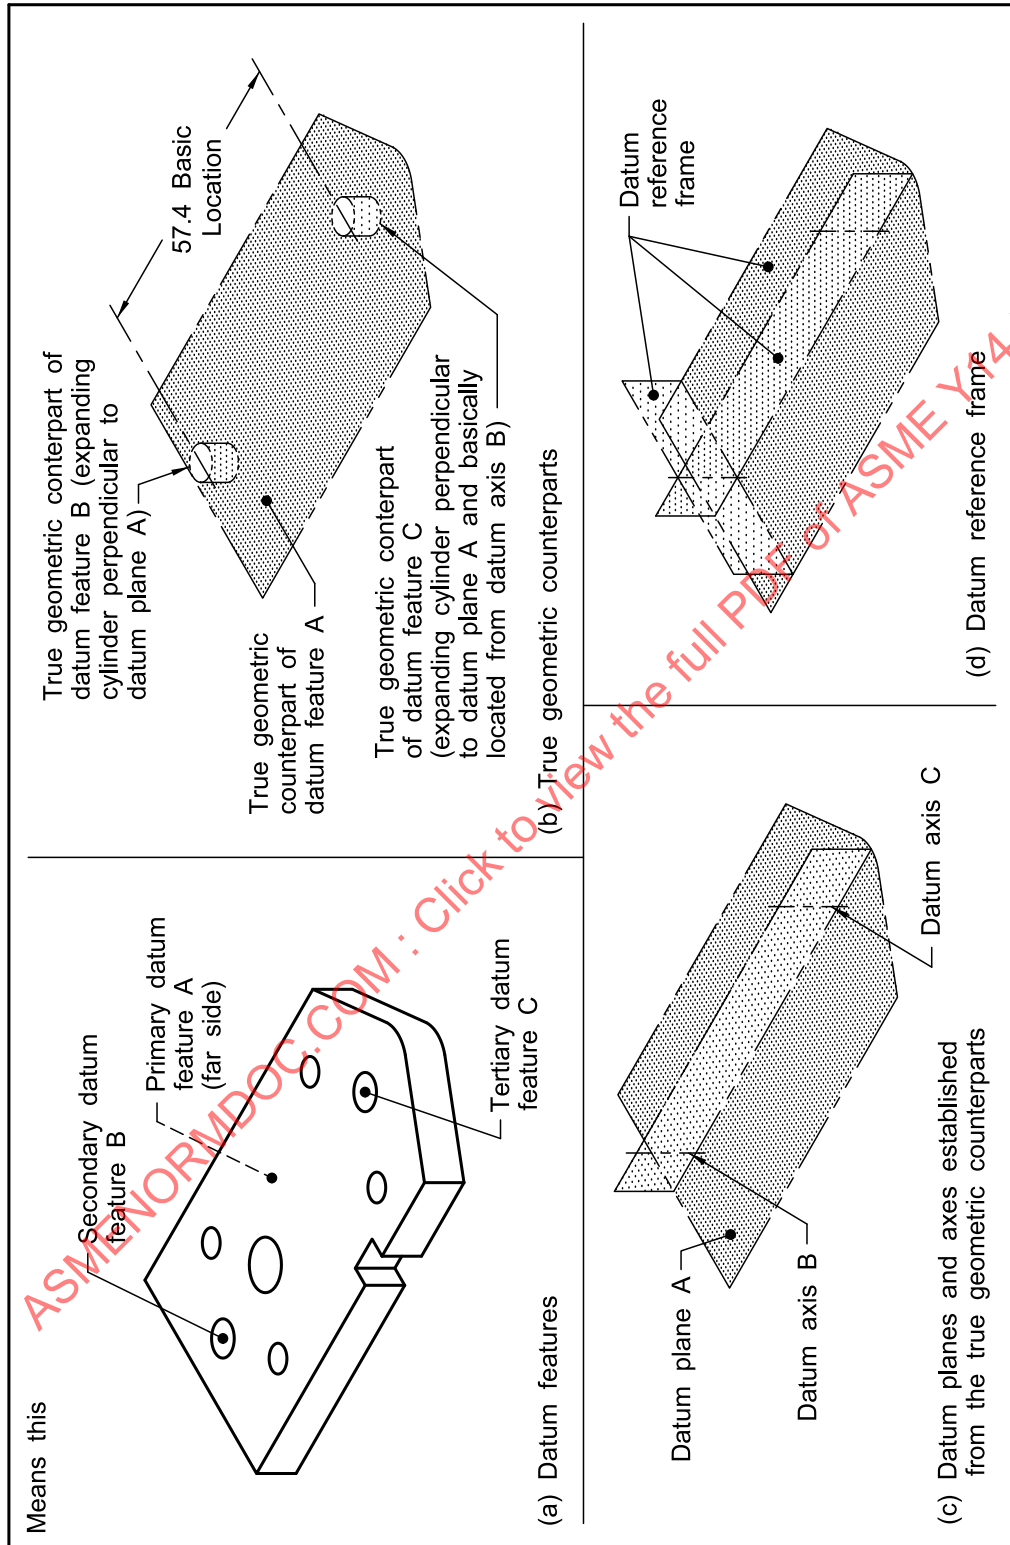 Means this
Secondary datum
feature B
Primary datum
feature A
(far side)
Tertiary datum
feature C
(a) Datum features
True geometric conterpart of
datum feature B (expanding
cylinder perpendicular to
datum plane A)
57.4 Basic
Location
True geometric
counterpart of
datum feature A
True geometric conterpart
of datum feature C
(expanding cylinder perpendicular
to datum plane A and basically
located from datum axis B)
(b) True geometric counterparts
Datum plane A
Datum axis B
Datum axis C
(c) Datum planes and axes established
from the true geometric counterparts
Datum
reference
frame
(d) Datum reference frame
ASMENORMDOC.COM : Click to view the full PDF of ASME Y14